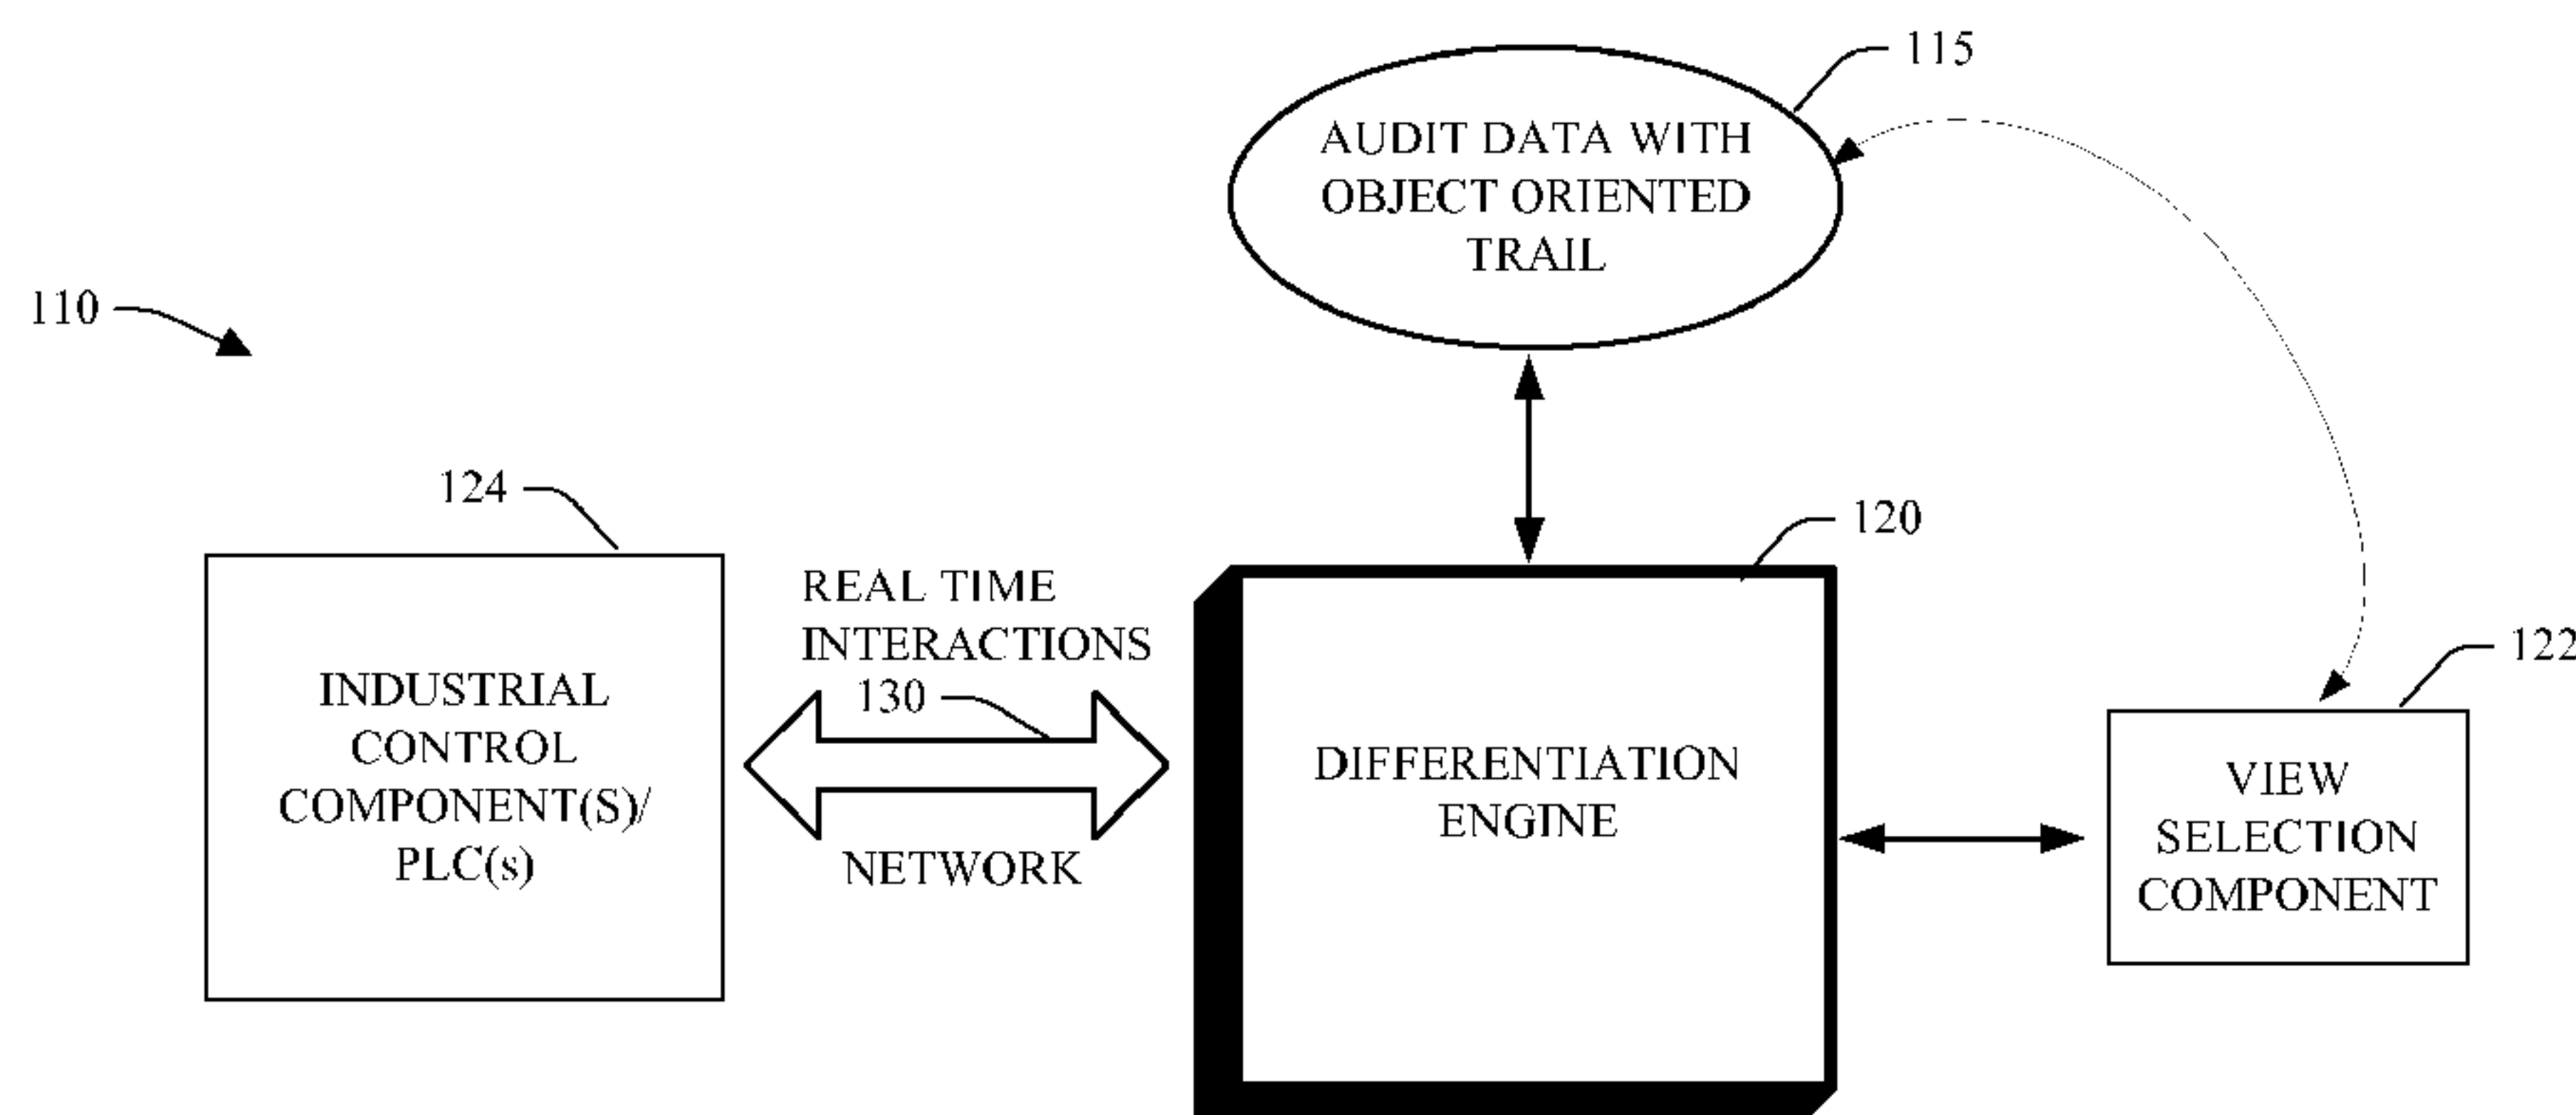 115
AUDIT DATA WITH
OBJECT ORIENTED
TRAIL
110
124
120
REAL TIME
INTERACTIONS
130
NETWORK
122
INDUSTRIAL
CONTROL
COMPONENT(S)/
PLC(s)
DIFFERENTIATION
ENGINE
VIEW
SELECTION
COMPONENT